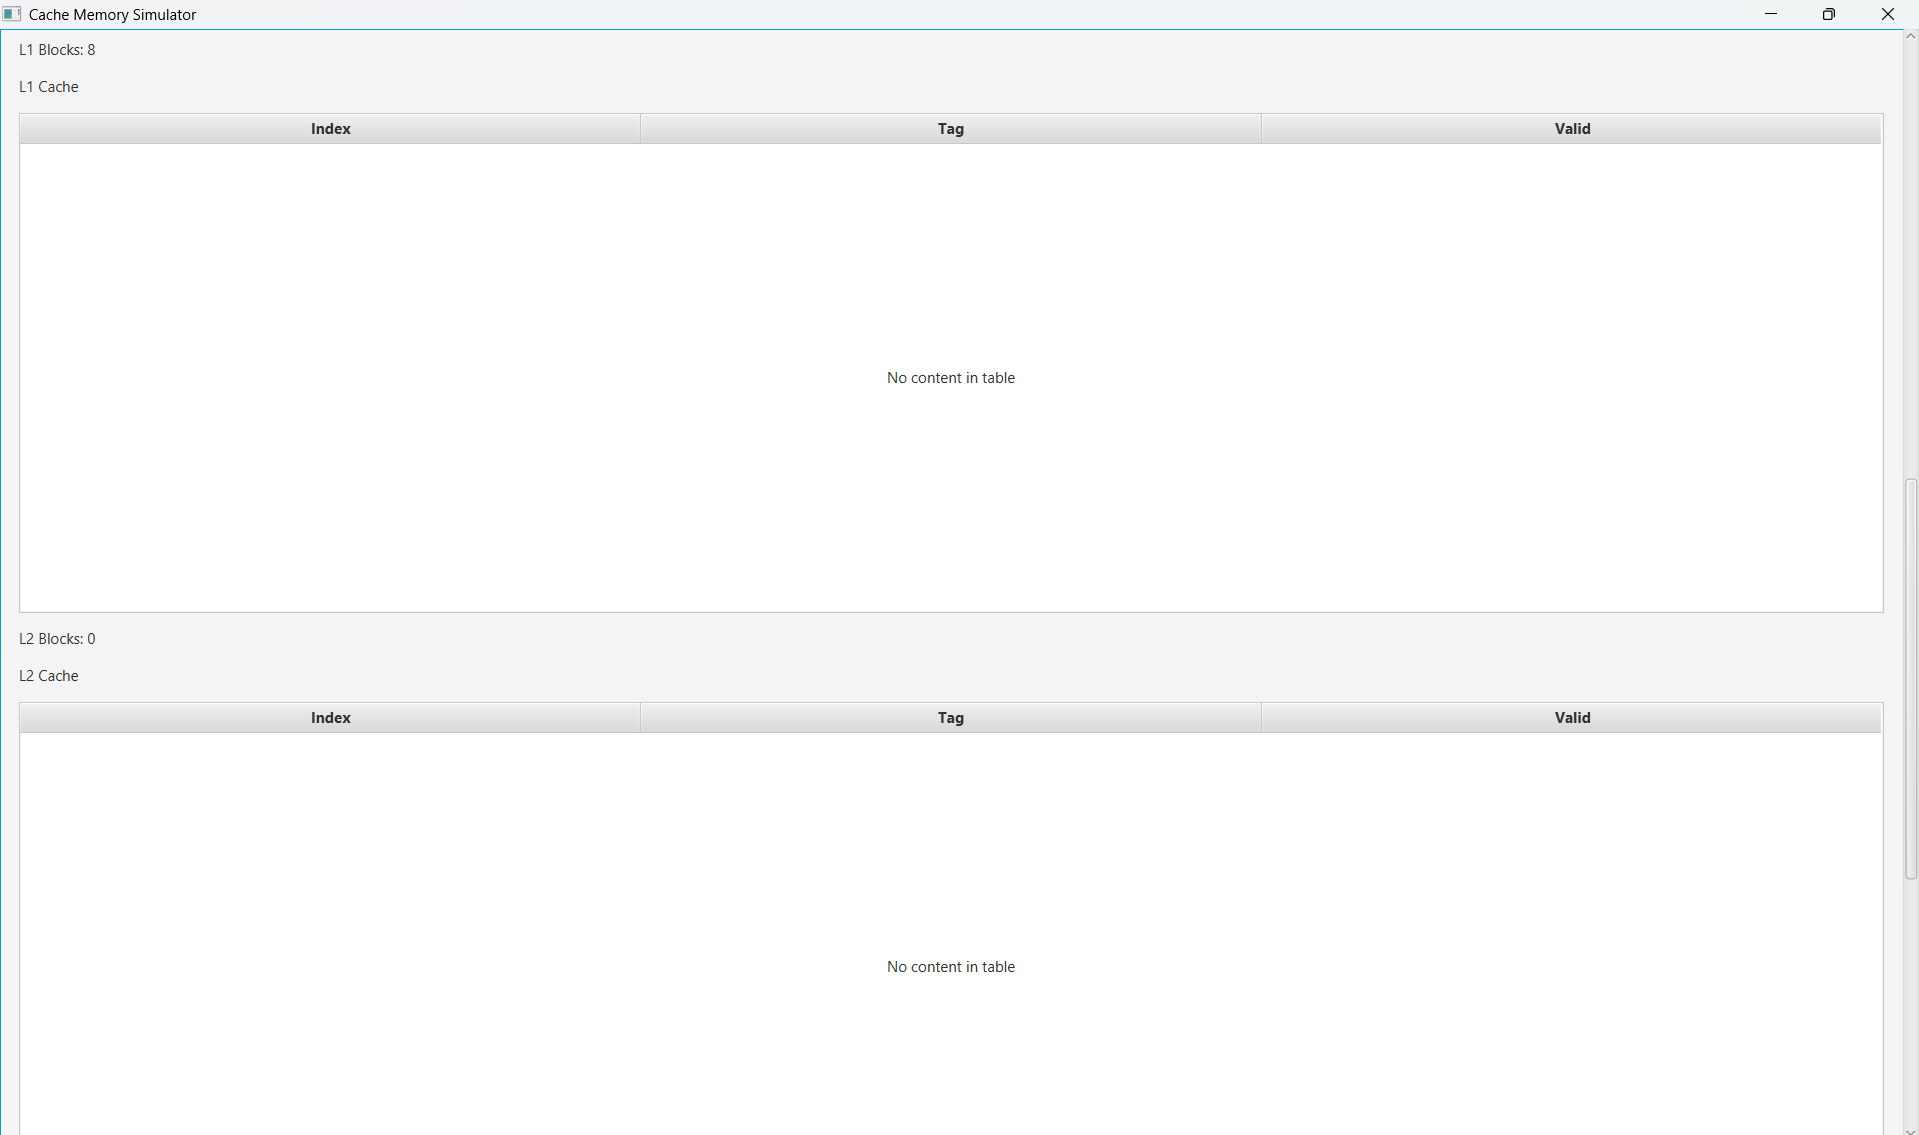 Cache Memory Simulator
L1 Blocks: 8
L1 Cache
Index Tag Valid
No content in table
L2 Blocks: 0
L2 Cache
Index Tag Valid
No content in table